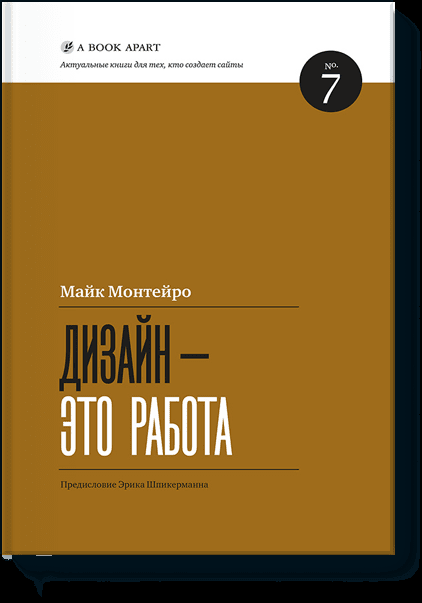 A BOOK APART
Актуальные книги для тех, кто создает сайты
No.
7
Майк Монтейро
ДИЗАЙН —
ЭТО РАБОТА
Предисловие Эрика Шпикерманна